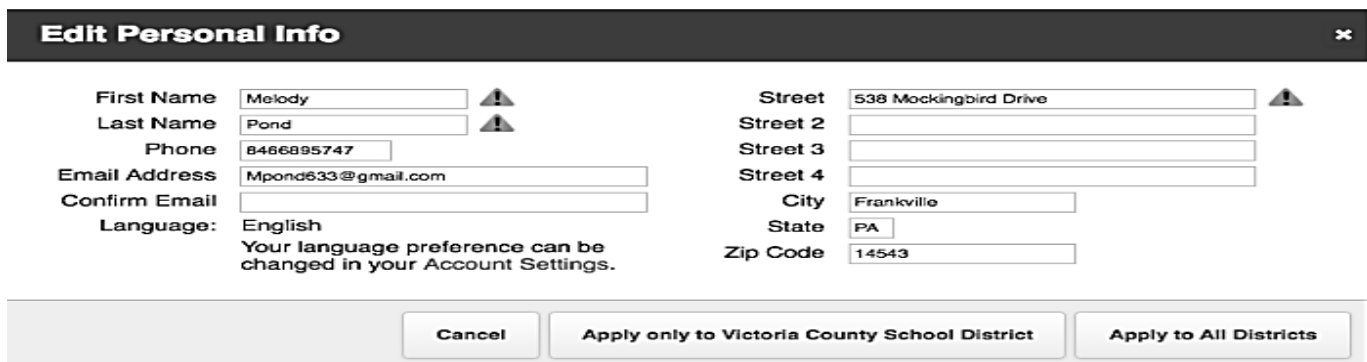 Edit Personal Info
First Name Melody
Last Name Pond
Phone 8466895747
Email Address Mpond633@gmail.com
Confirm Email
Language: English
Your language preference can be
changed in your Account Settings.
Street 538 Mockingbird Drive
Street 2
Street 3
Street 4
City Frankville
State PA
Zip Code 14543
Cancel
Apply only to Victoria County School District
Apply to All Districts